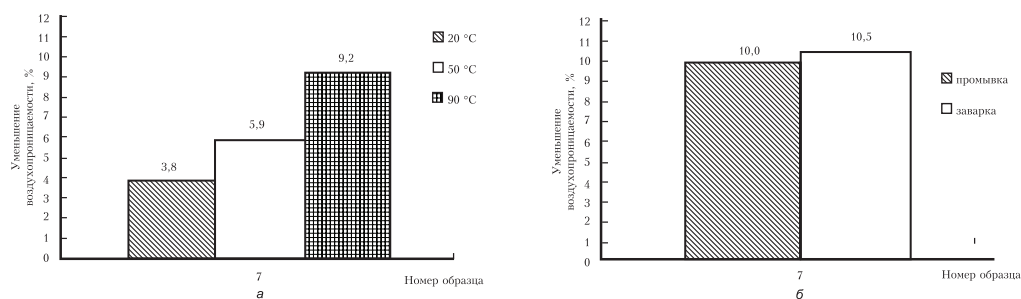 12
11
10
9
8
7
6
5
4
3
2
1
0
Уменьшение
воздухопроницаемости, %
3,8
5,9
9,2
20 °C
50 °C
90 °C
7
Номер образца
а
12
11
10
9
8
7
6
5
4
3
2
1
0
Уменьшение
воздухопроницаемости, %
10,0
10,5
промывка
заварка
7
Номер образца
б